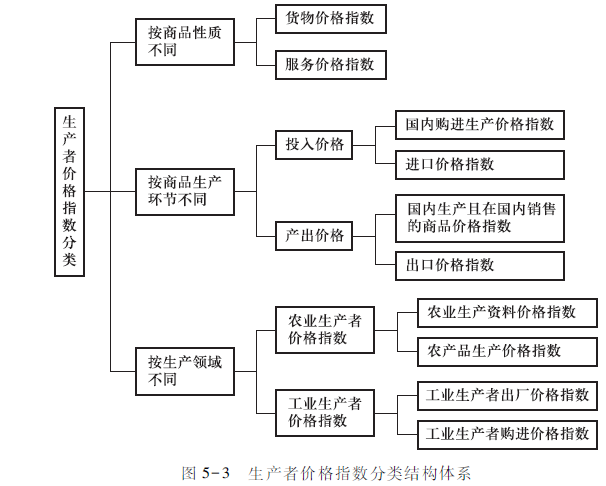 生产者价格指数分类
按商品性质
不同
货物价格指数
服务价格指数
按商品生产
环节不同
投入价格
国内购进生产价格指数
进口价格指数
产出价格
国内生产且在国内销售
的商品价格指数
出口价格指数
按生产领域
不同
农业生产者
价格指数
农业生产资料价格指数
农产品生产价格指数
工业生产者
价格指数
工业生产者出厂价格指数
工业生产者购进价格指数
图 5-3 生产者价格指数分类结构体系